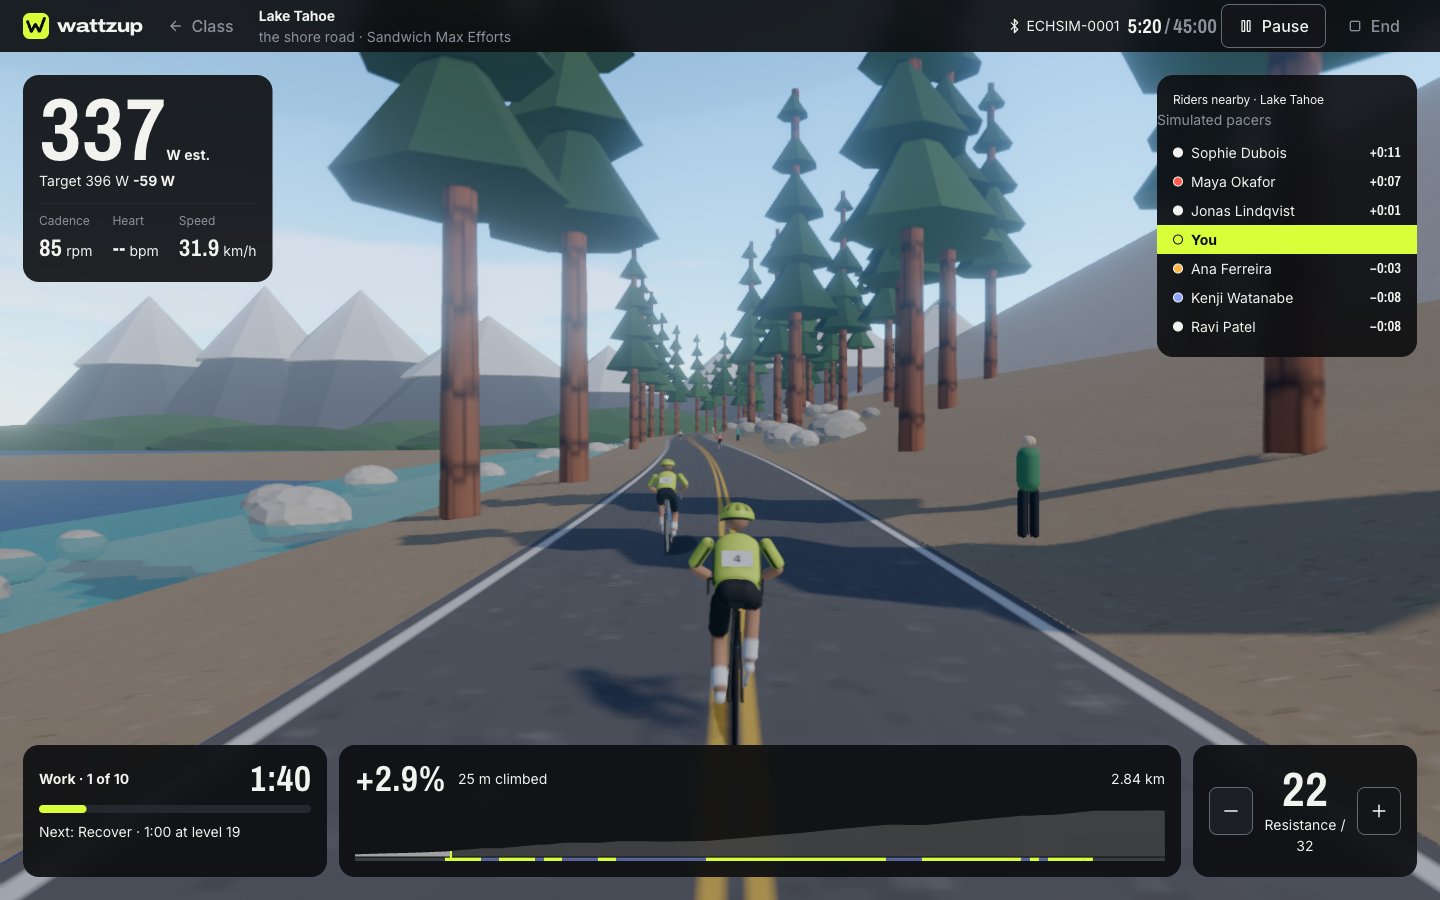 wattzup
← Class
Lake Tahoe
the shore road · Sandwich Max Efforts
ECHSIM-0001 5:20 / 45:00
Pause
End
337 W est.
Target 396 W -59 W
Cadence Heart Speed
85 rpm -- bpm 31.9 km/h
Riders nearby · Lake Tahoe
Simulated pacers
Sophie Dubois +0:11
Maya Okafor +0:07
Jonas Lindqvist +0:01
You
Ana Ferreira −0:03
Kenji Watanabe −0:08
Ravi Patel −0:08
4
Work · 1 of 10 1:40
Next: Recover · 1:00 at level 19
+2.9% 25 m climbed 2.84 km
− 22 +
Resistance /
32